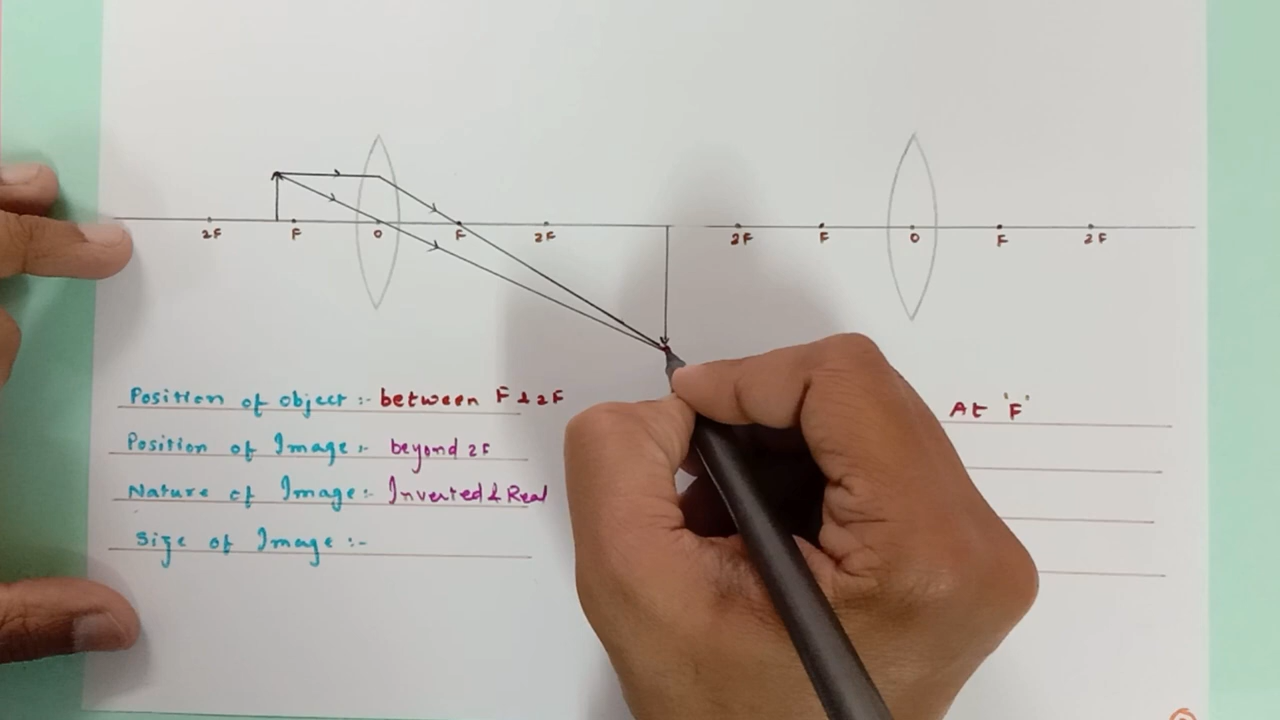 2F F O F 2F 2F F O F 2F
Position of object :- between F & 2F
Position of Image :- beyond 2F
Nature of Image :- Inverted & Real
Size of Image :-
At 'F'